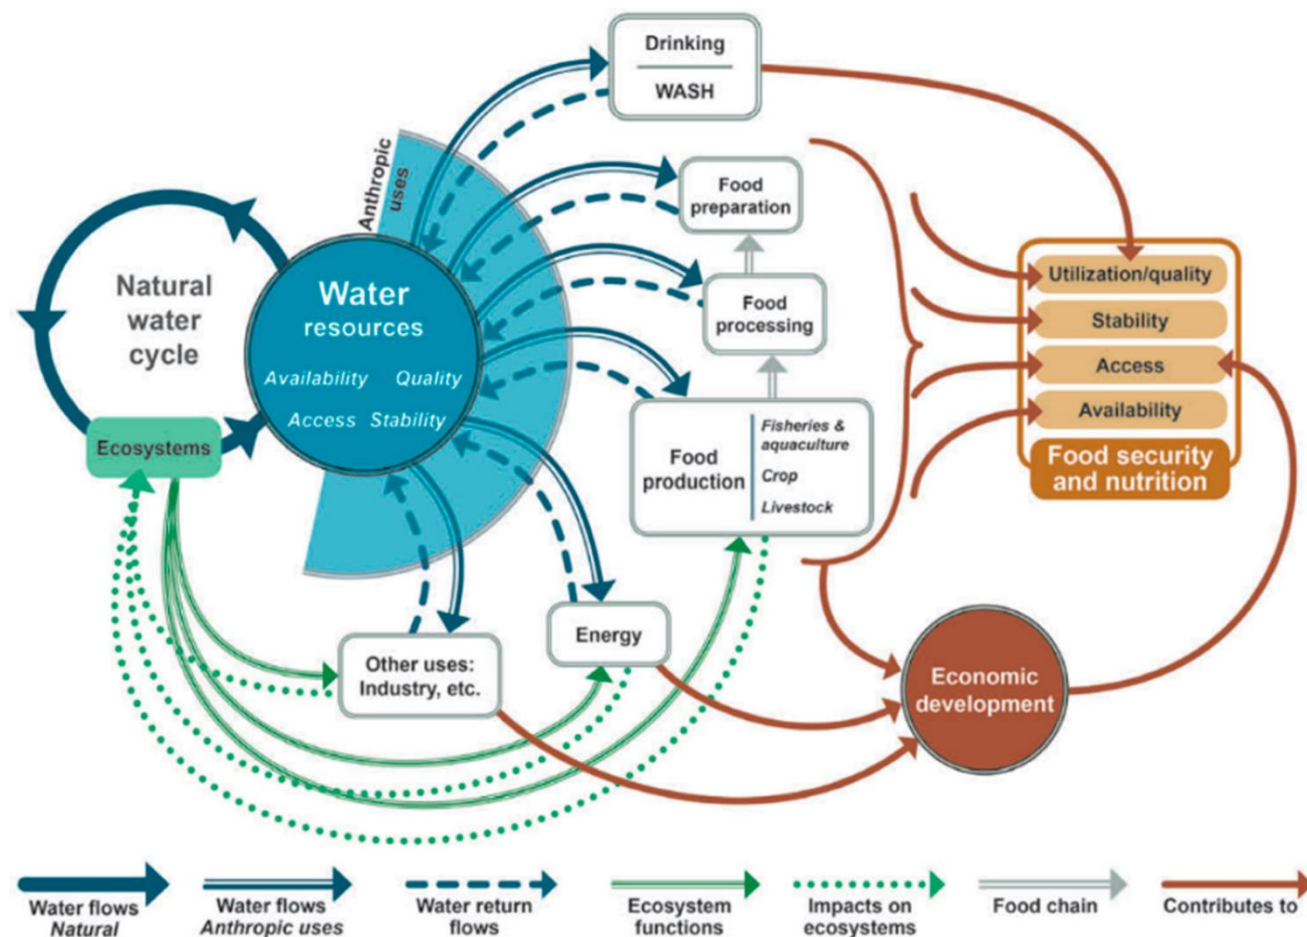 Drinking
WASH
Anthropic
uses
Food
preparation
Natural
water
cycle
Water
resources
Availability Quality
Access Stability
Food
processing
Utilization/quality
Stability
Access
Availability
Food security
and nutrition
Ecosystems
Food
production
Fisheries &
aquaculture
Crop
Livestock
Energy
Other uses:
Industry, etc.
Economic
development
Water flows
Natural
Water flows
Anthropic uses
Water return
flows
Ecosystem
functions
Impacts on
ecosystems
Food chain
Contributes to